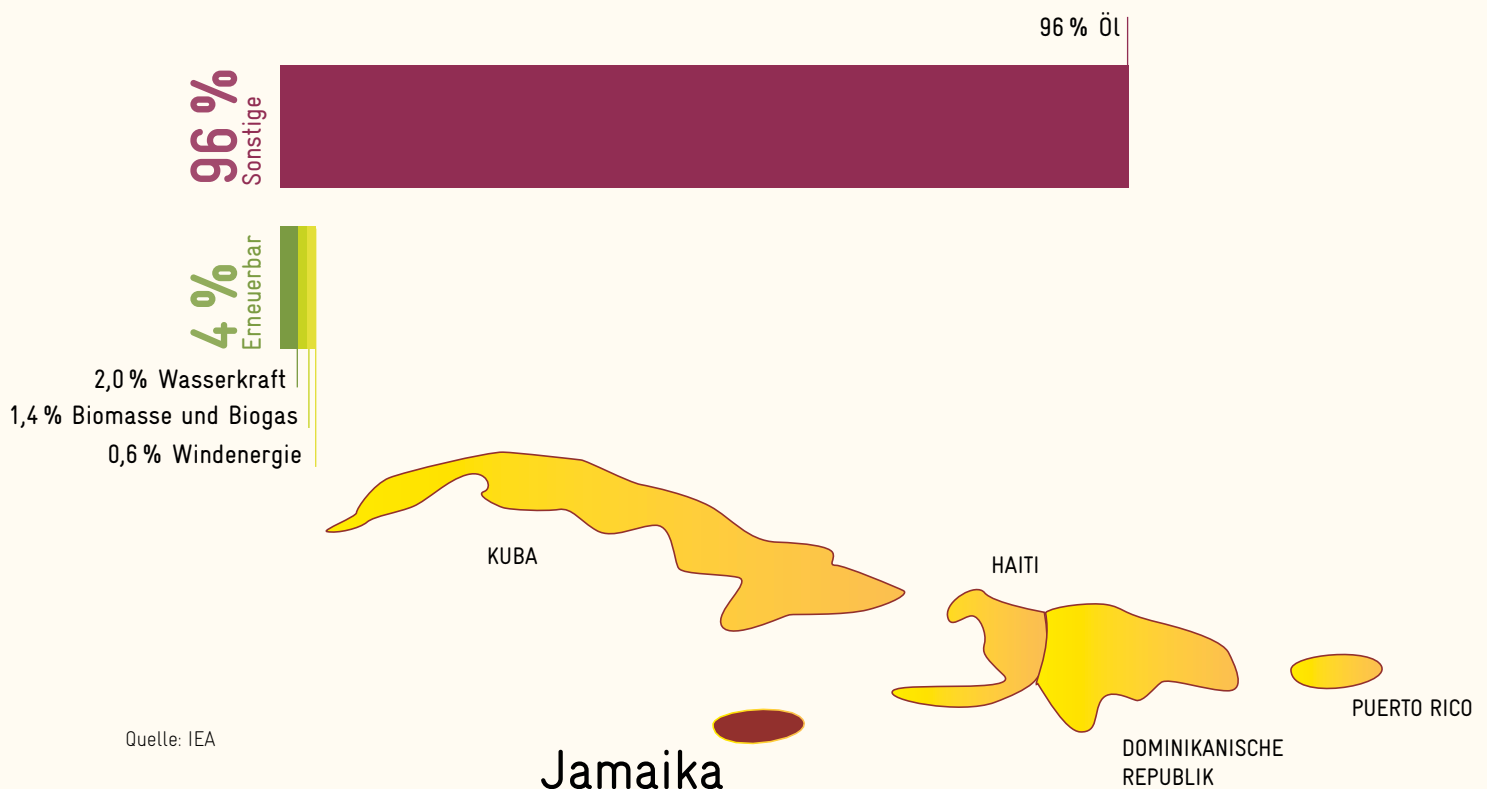 96 % Öl
96 %
Sonstige
4 %
Erneuerbar
2,0 % Wasserkraft
1,4 % Biomasse und Biogas
0,6 % Windenergie
KUBA
HAITI
PUERTO RICO
Quelle: IEA
Jamaika
DOMINIKANISCHE
REPUBLIK